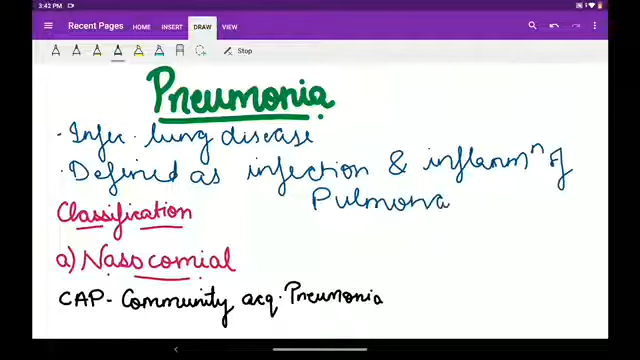 3:42 PM
Recent Pages HOME INSERT DRAW VIEW
Stop
Pneumonia
· Infec. lung disease
· Defined as infection & inflammⁿ of
Pulmona
Classification
a) Nasocomial
CAP - Community acq. Pneumonia